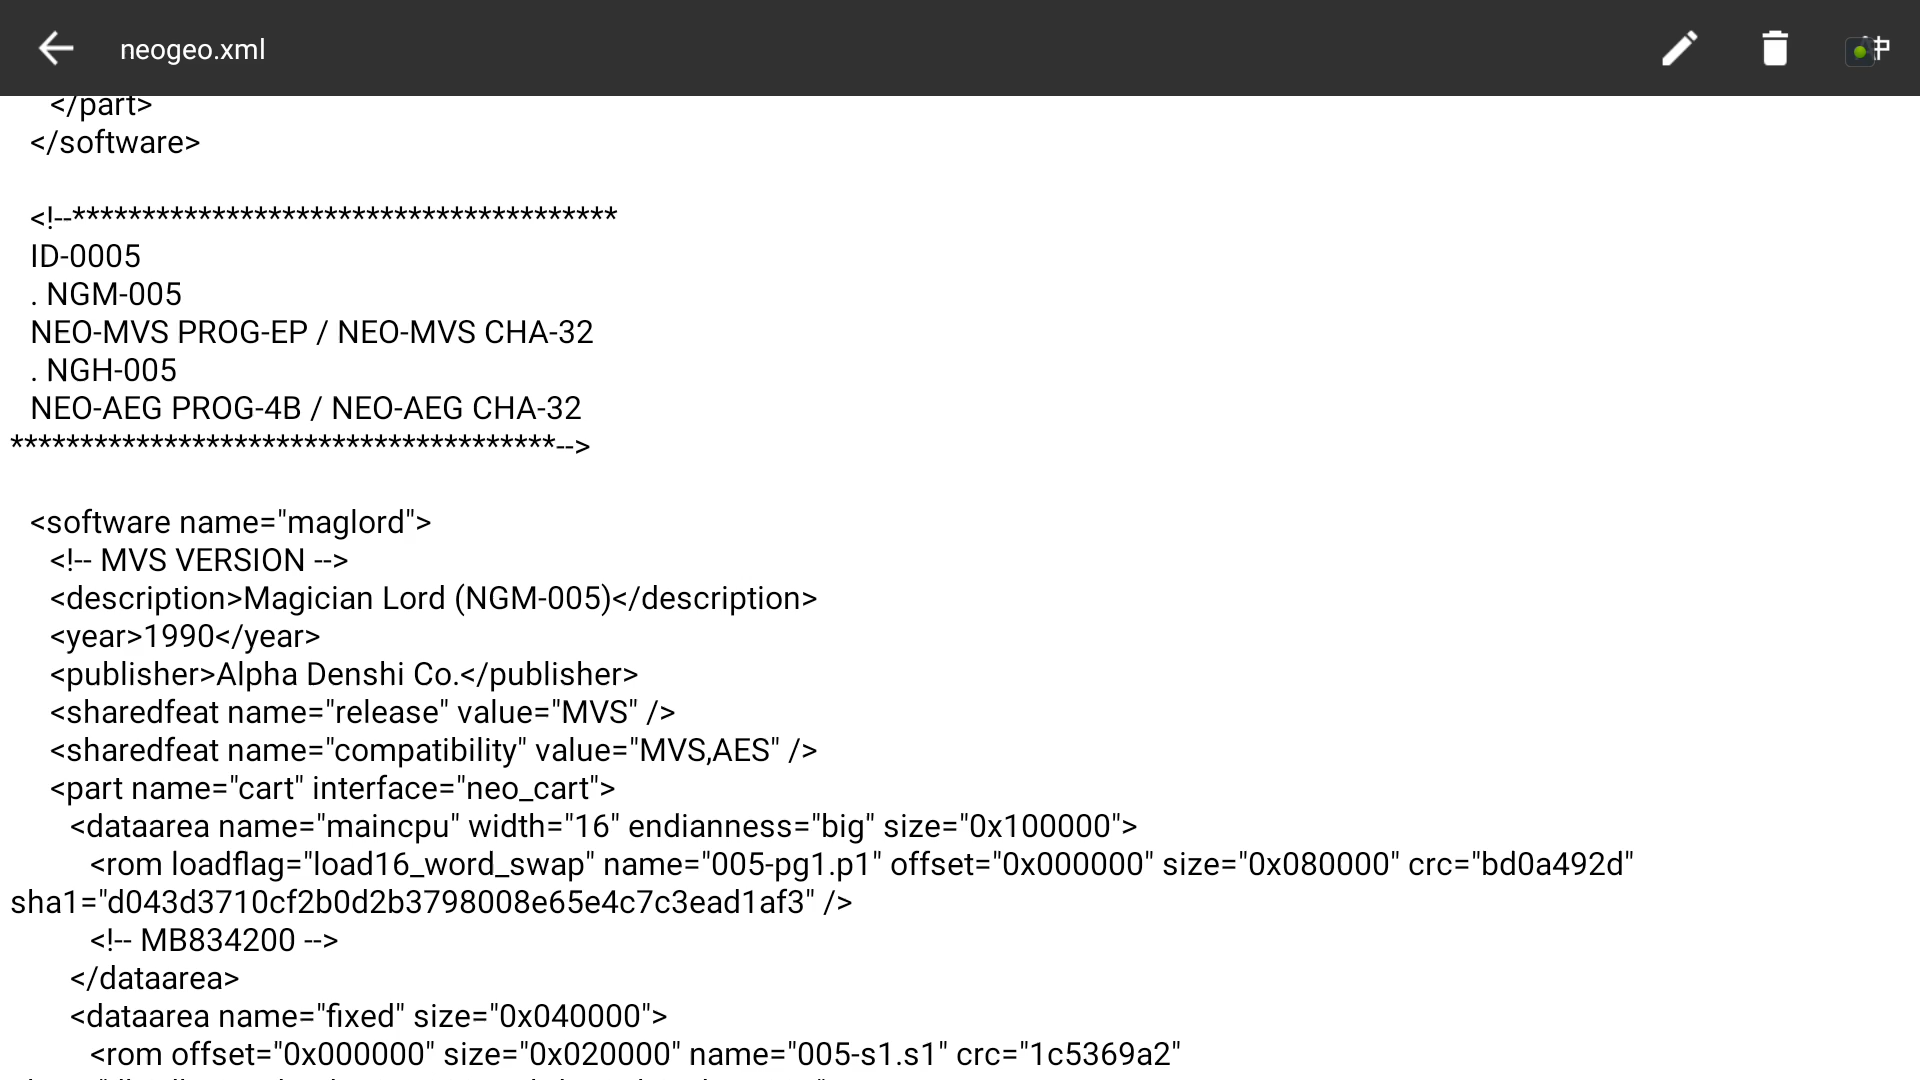 neogeo.xml
</part>
</software>
<!--***************************************
ID-0005
. NGM-005
NEO-MVS PROG-EP / NEO-MVS CHA-32
. NGH-005
NEO-AEG PROG-4B / NEO-AEG CHA-32
***************************************-->
<software name="maglord">
<!-- MVS VERSION -->
<description>Magician Lord (NGM-005)</description>
<year>1990</year>
<publisher>Alpha Denshi Co.</publisher>
<sharedfeat name="release" value="MVS" />
<sharedfeat name="compatibility" value="MVS,AES" />
<part name="cart" interface="neo_cart">
<dataarea name="maincpu" width="16" endianness="big" size="0x100000">
<rom loadflag="load16_word_swap" name="005-pg1.p1" offset="0x000000" size="0x080000" crc="bd0a492d"
sha1="d043d3710cf2b0d2b3798008e65e4c7c3ead1af3" />
<!-- MB834200 -->
</dataarea>
<dataarea name="fixed" size="0x040000">
<rom offset="0x000000" size="0x020000" name="005-s1.s1" crc="1c5369a2"